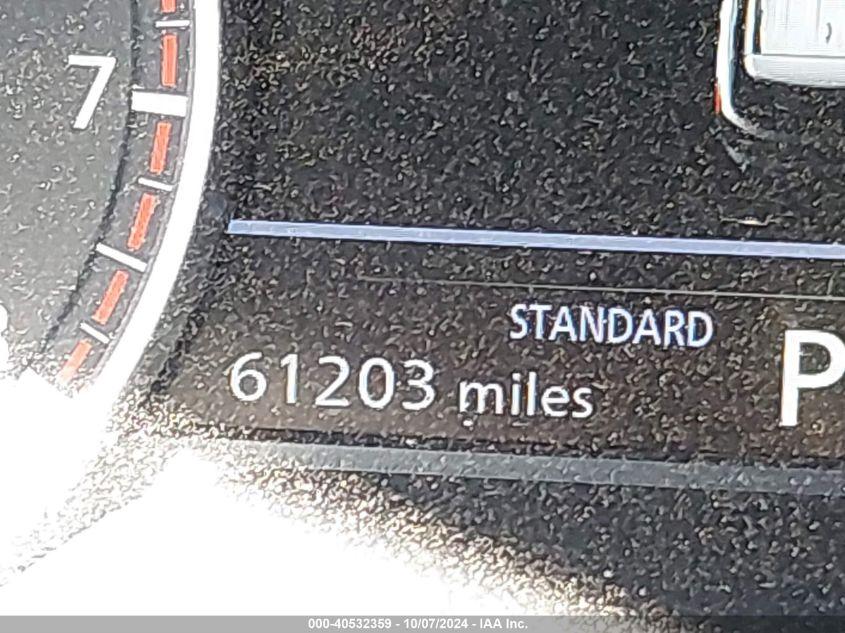 7
STANDARD
61203 miles
P
000-40532359 - 10/07/2024 - IAA Inc.